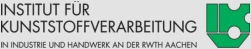 INSTITUT FÜR
KUNSTSTOFFVERARBEITUNG
IN INDUSTRIE UND HANDWERK AN DER RWTH AACHEN